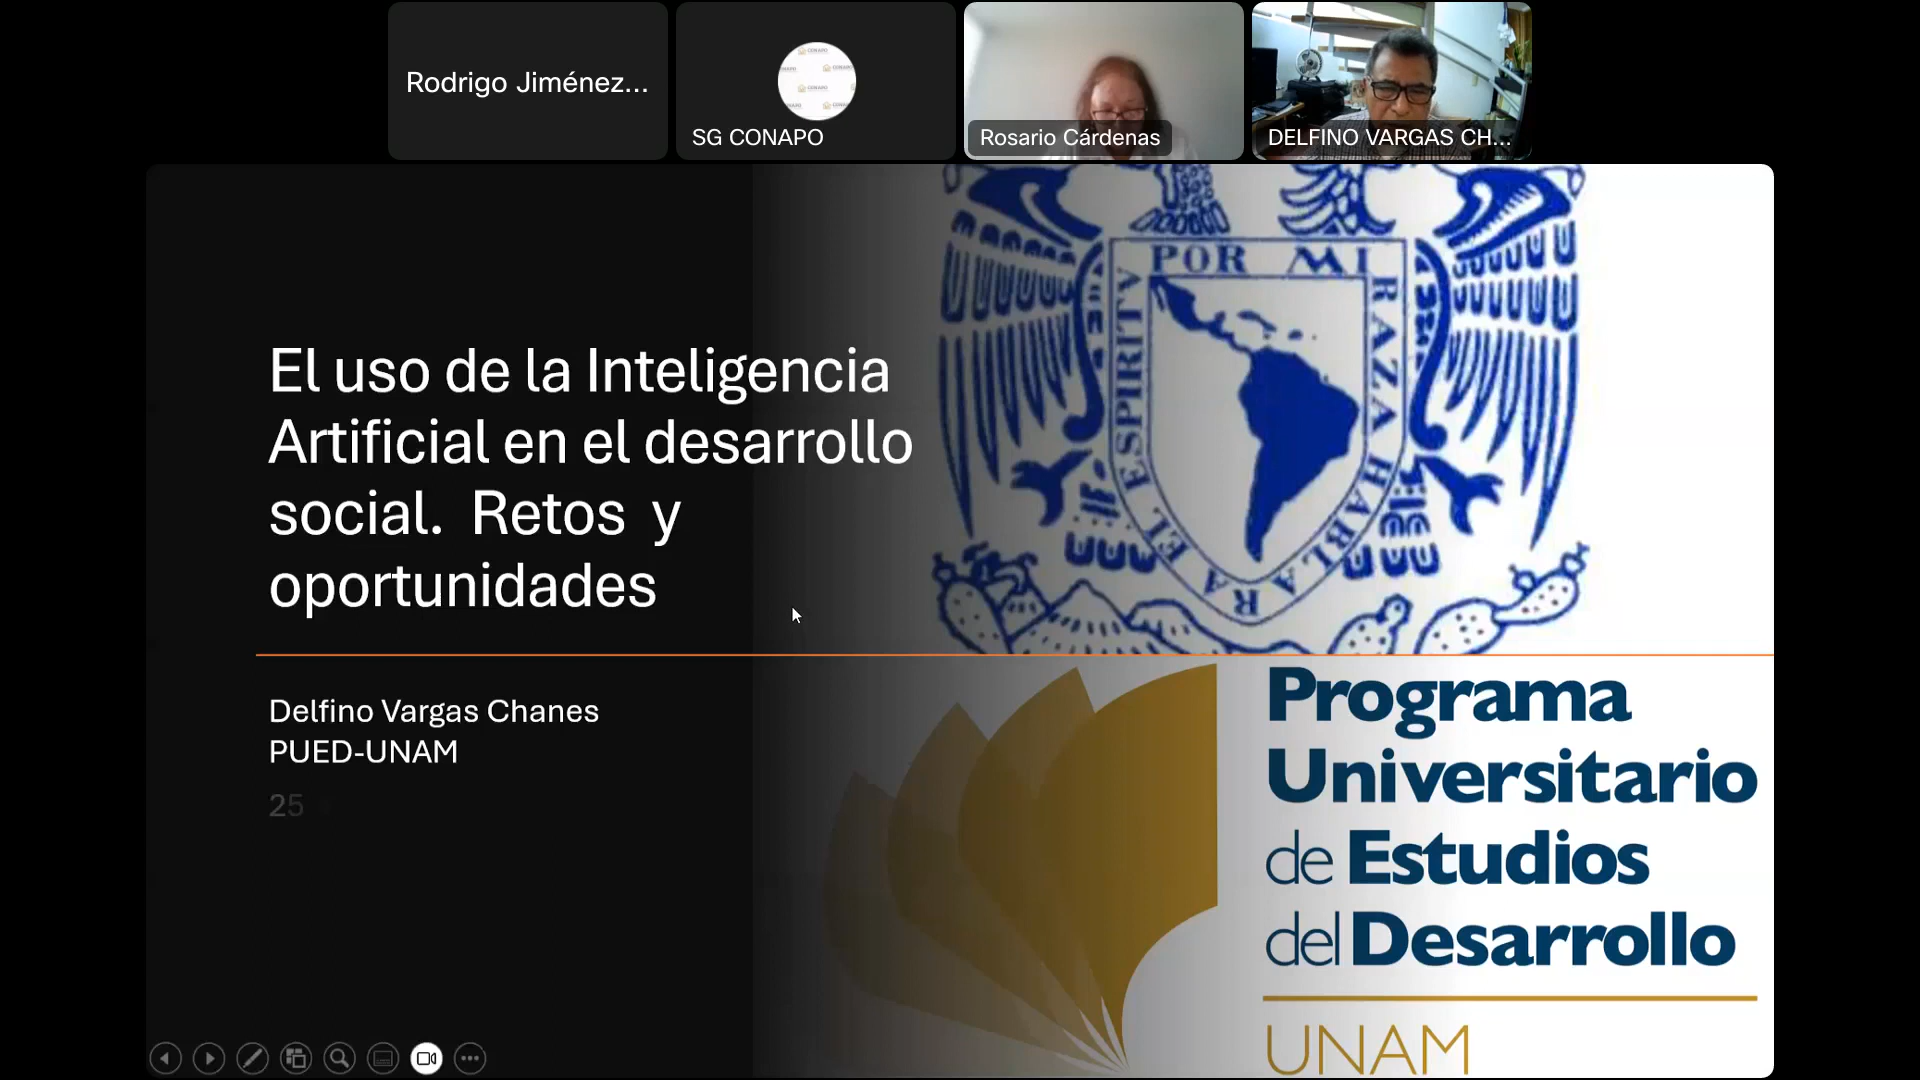 Rodrigo Jiménez...
SG CONAPO
Rosario Cárdenas
DELFINO VARGAS CH...
POR MI RAZA HABLARA EL ESPIRITV
El uso de la Inteligencia
Artificial en el desarrollo
social. Retos y
oportunidades
Delfino Vargas Chanes
PUED-UNAM
25
Programa
Universitario
de Estudios
del Desarrollo
UNAM